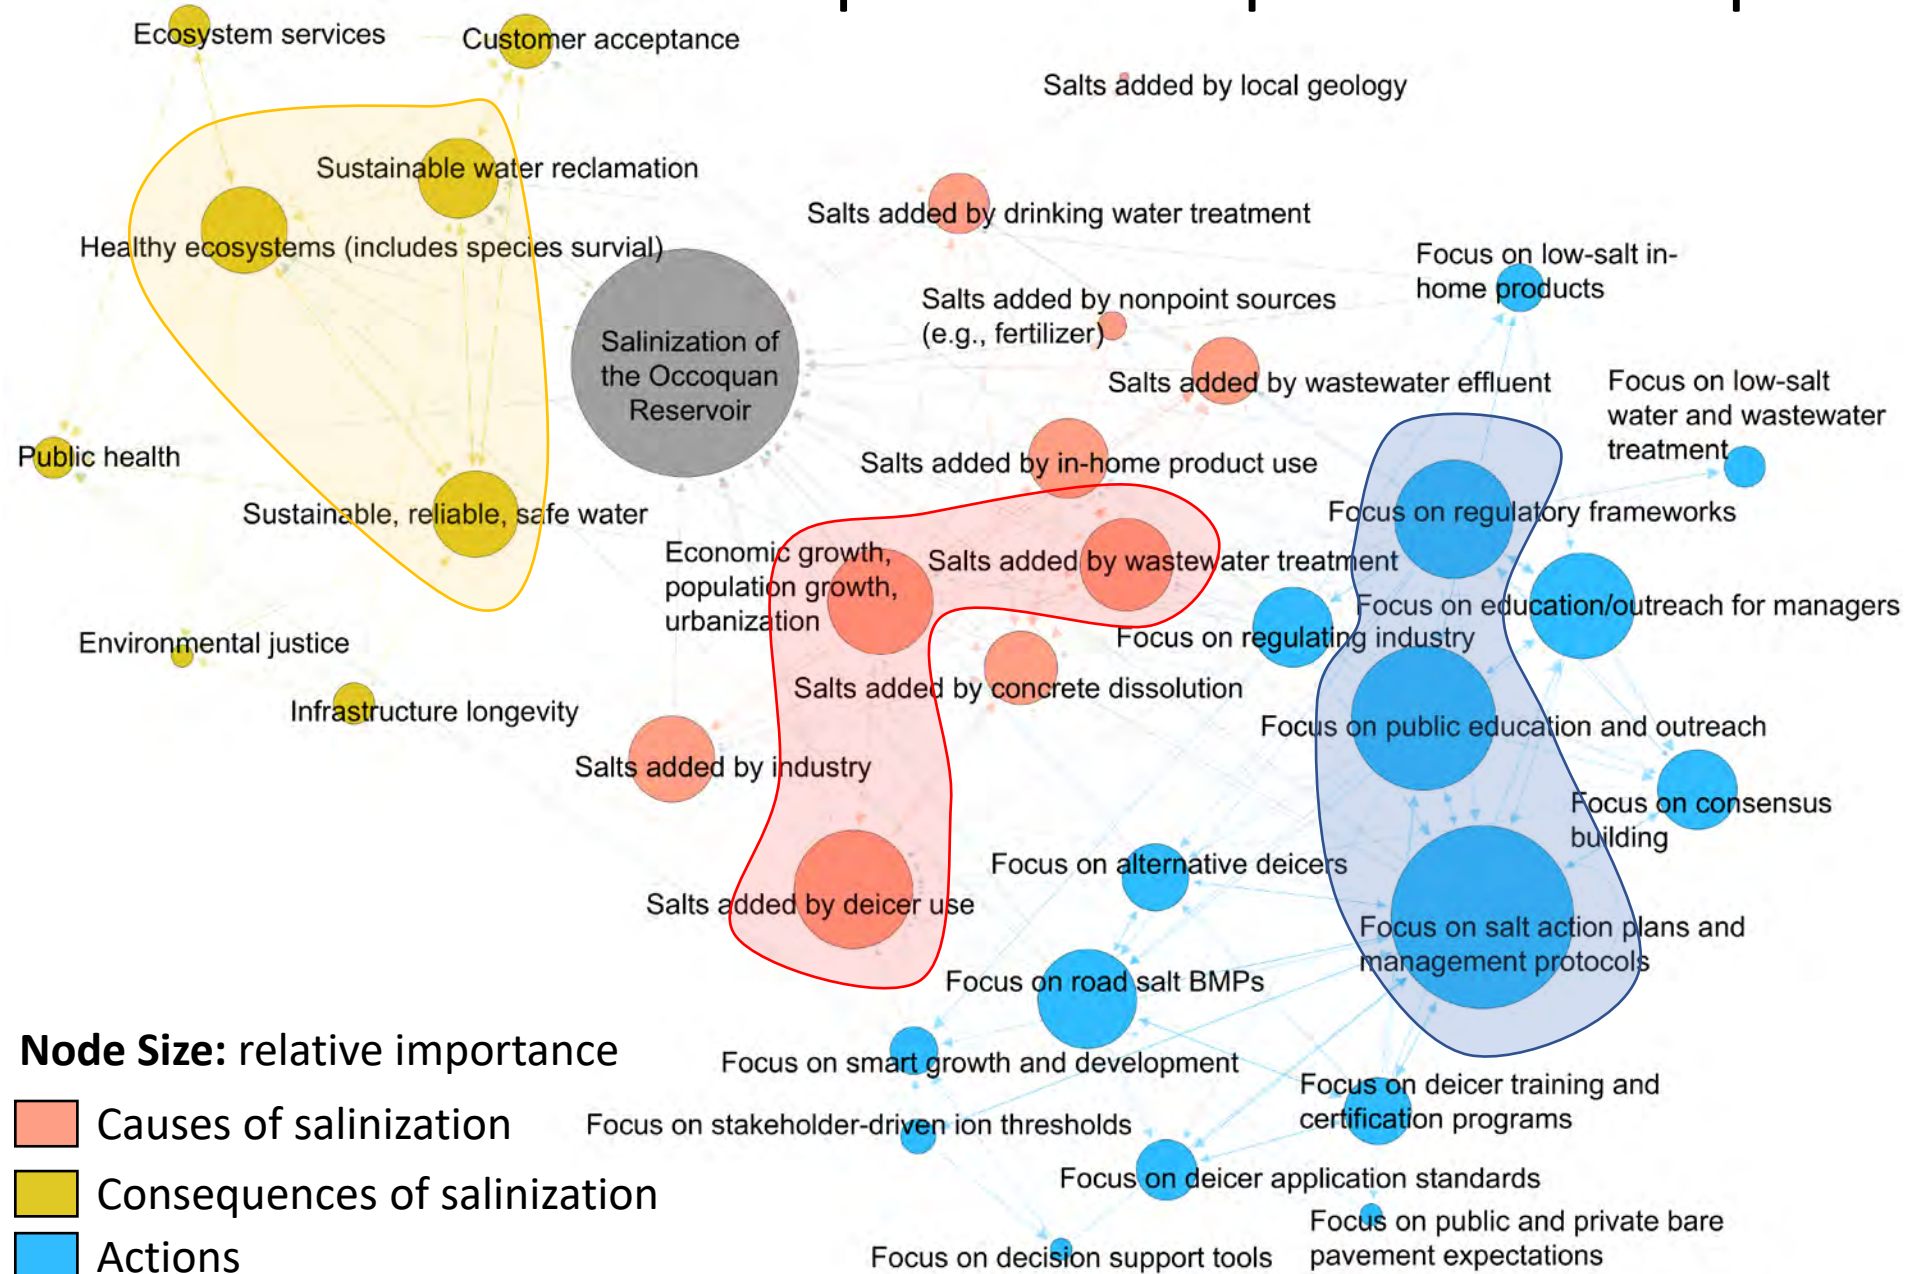 Ecosystem services
Customer acceptance
Salts added by local geology
Sustainable water reclamation
Salts added by drinking water treatment
Healthy ecosystems (includes species survial)
Focus on low-salt in-
home products
Salts added by nonpoint sources
(e.g., fertilizer)
Salinization of
the Occoquan
Reservoir
Salts added by wastewater effluent
Focus on low-salt
water and wastewater
treatment
Public health
Salts added by in-home product use
Sustainable, reliable, safe water
Focus on regulatory frameworks
Economic growth,
population growth,
urbanization
Salts added by wastewater treatment
Focus on education/outreach for managers
Environmental justice
Focus on regulating industry
Salts added by concrete dissolution
Infrastructure longevity
Focus on public education and outreach
Salts added by industry
Focus on consensus
building
Focus on alternative deicers
Salts added by deicer use
Focus on salt action plans and
management protocols
Focus on road salt BMPs
Node Size: relative importance
Focus on smart growth and development
Focus on deicer training and
certification programs
Causes of salinization
Focus on stakeholder-driven ion thresholds
Focus on deicer application standards
Consequences of salinization
Focus on public and private bare
pavement expectations
Actions
Focus on decision support tools